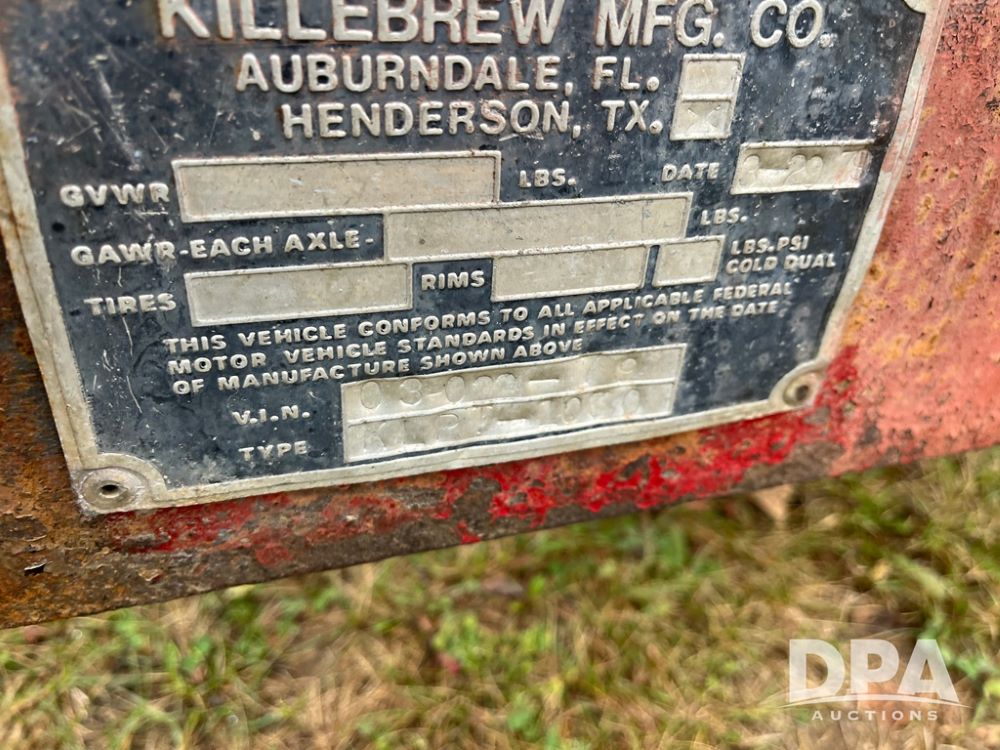 KILLEBREW MFG. CO.
AUBURNDALE, FL.
HENDERSON, TX. X
GVWR LBS. DATE
GAWR-EACH AXLE- LBS.
TIRES RIMS LBS. PSI COLD DUAL
THIS VEHICLE CONFORMS TO ALL APPLICABLE FEDERAL
MOTOR VEHICLE STANDARDS IN EFFECT ON THE DATE
OF MANUFACTURE SHOWN ABOVE
V.I.N.
TYPE
DPA
AUCTIONS